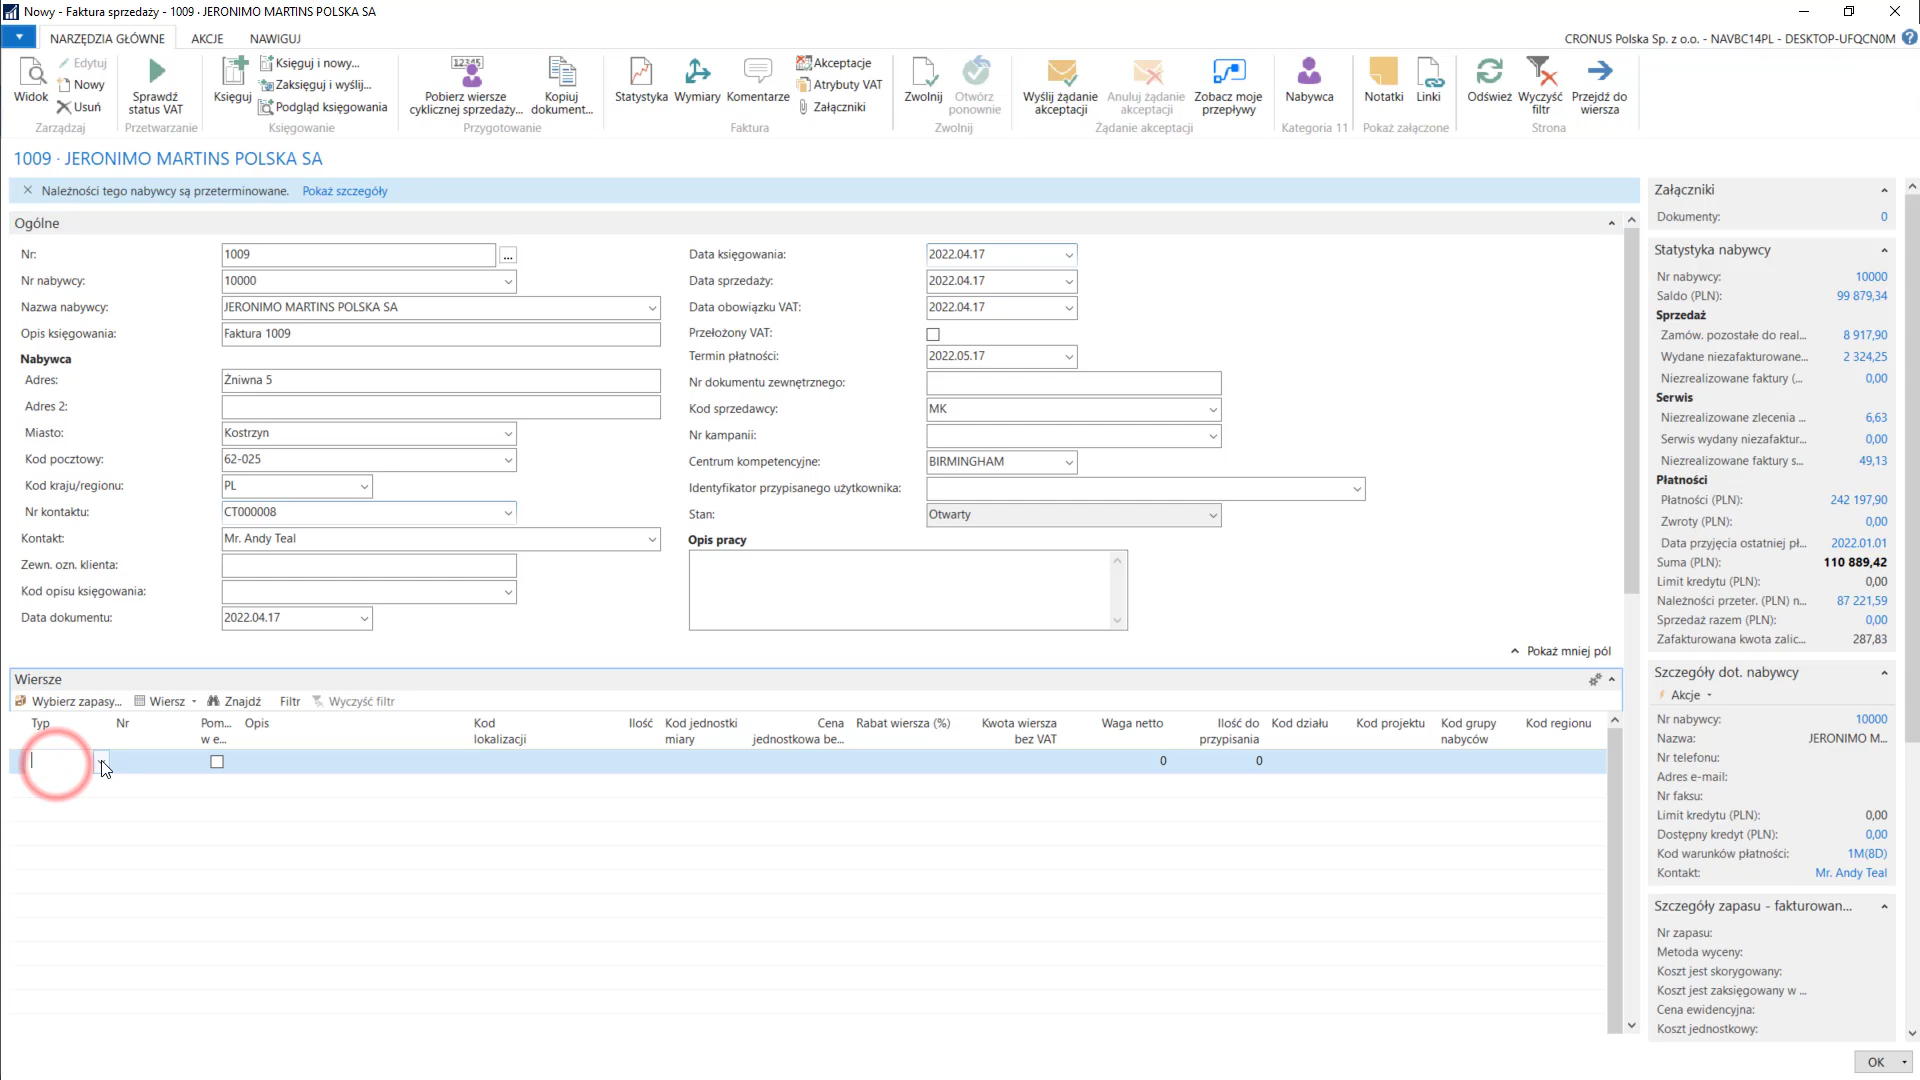 Nowy - Faktura sprzedaży - 1009 · JERONIMO MARTINS POLSKA SA
NARZĘDZIA GŁÓWNE AKCJE NAWIGUJ
CRONUS Polska Sp. z o.o. - NAVBC14PL - DESKTOP-UFQCN0M
Widok
Edytuj
Nowy
Usuń
Zarządzaj
Sprawdź status VAT
Przetwarzanie
Księguj
Księguj i nowy...
Zaksięguj i wyślij...
Podgląd księgowania
Księgowanie
12345
Pobierz wiersze cyklicznej sprzedaży...
Kopiuj dokument...
Przygotowanie
Statystyka
Wymiary
Komentarze
Akceptacje
Atrybuty VAT
Załączniki
Faktura
Zwolnij
Otwórz ponownie
Zwolnij
Wyślij żądanie akceptacji
Anuluj żądanie akceptacji
Zobacz moje przepływy
Żądanie akceptacji
Nabywca
Kategoria 11
Notatki
Linki
Pokaż załączone
Odśwież
Wyczyść filtr
Przejdź do wiersza
Strona
1009 · JERONIMO MARTINS POLSKA SA
Należności tego nabywcy są przeterminowane. Pokaż szczegóły
Ogólne
Nr: 1009 ...
Nr nabywcy: 10000
Nazwa nabywcy: JERONIMO MARTINS POLSKA SA
Opis księgowania: Faktura 1009
Nabywca
Adres: Żniwna 5
Adres 2:
Miasto: Kostrzyn
Kod pocztowy: 62-025
Kod kraju/regionu: PL
Nr kontaktu: CT000008
Kontakt: Mr. Andy Teal
Zewn. ozn. klienta:
Kod opisu księgowania:
Data dokumentu: 2022.04.17
Data księgowania: 2022.04.17
Data sprzedaży: 2022.04.17
Data obowiązku VAT: 2022.04.17
Przełożony VAT:
Termin płatności: 2022.05.17
Nr dokumentu zewnętrznego:
Kod sprzedawcy: MK
Nr kampanii:
Centrum kompetencyjne: BIRMINGHAM
Identyfikator przypisanego użytkownika:
Stan: Otwarty
Opis pracy
Pokaż mniej pól
Wiersze
Wybierz zapasy... Wiersz Znajdź Filtr Wyczyść filtr
Typ Nr Pom... w e... Opis Kod lokalizacji Ilość Kod jednostki miary Cena jednostkowa be... Rabat wiersza (%) Kwota wiersza bez VAT Waga netto Ilość do przypisania Kod działu Kod projektu Kod grupy nabyców Kod regionu
0 0
Załączniki
Dokumenty: 0
Statystyka nabywcy
Nr nabywcy: 10000
Saldo (PLN): 99 879,34
Sprzedaż
Zamów. pozostałe do real... 8 917,90
Wydane niezafakturowane... 2 324,25
Niezrealizowane faktury (... 0,00
Serwis
Niezrealizowane zlecenia ... 6,63
Serwis wydany niezafaktur... 0,00
Niezrealizowane faktury s... 49,13
Płatności
Płatności (PLN): 242 197,90
Zwroty (PLN): 0,00
Data przyjęcia ostatniej pł... 2022.01.01
Suma (PLN): 110 889,42
Limit kredytu (PLN): 0,00
Należności przeter. (PLN) n... 87 221,59
Sprzedaż razem (PLN): 0,00
Zafakturowana kwota zalic... 287,83
Szczegóły dot. nabywcy
Akcje
Nr nabywcy: 10000
Nazwa: JERONIMO M...
Nr telefonu:
Adres e-mail:
Nr faksu:
Limit kredytu (PLN): 0,00
Dostępny kredyt (PLN): 0,00
Kod warunków płatności: 1M(8D)
Kontakt: Mr. Andy Teal
Szczegóły zapasu - fakturowan...
Nr zapasu:
Metoda wyceny:
Koszt jest skorygowany:
Koszt jest zaksięgowany w ...
Cena ewidencyjna:
Koszt jednostkowy:
OK